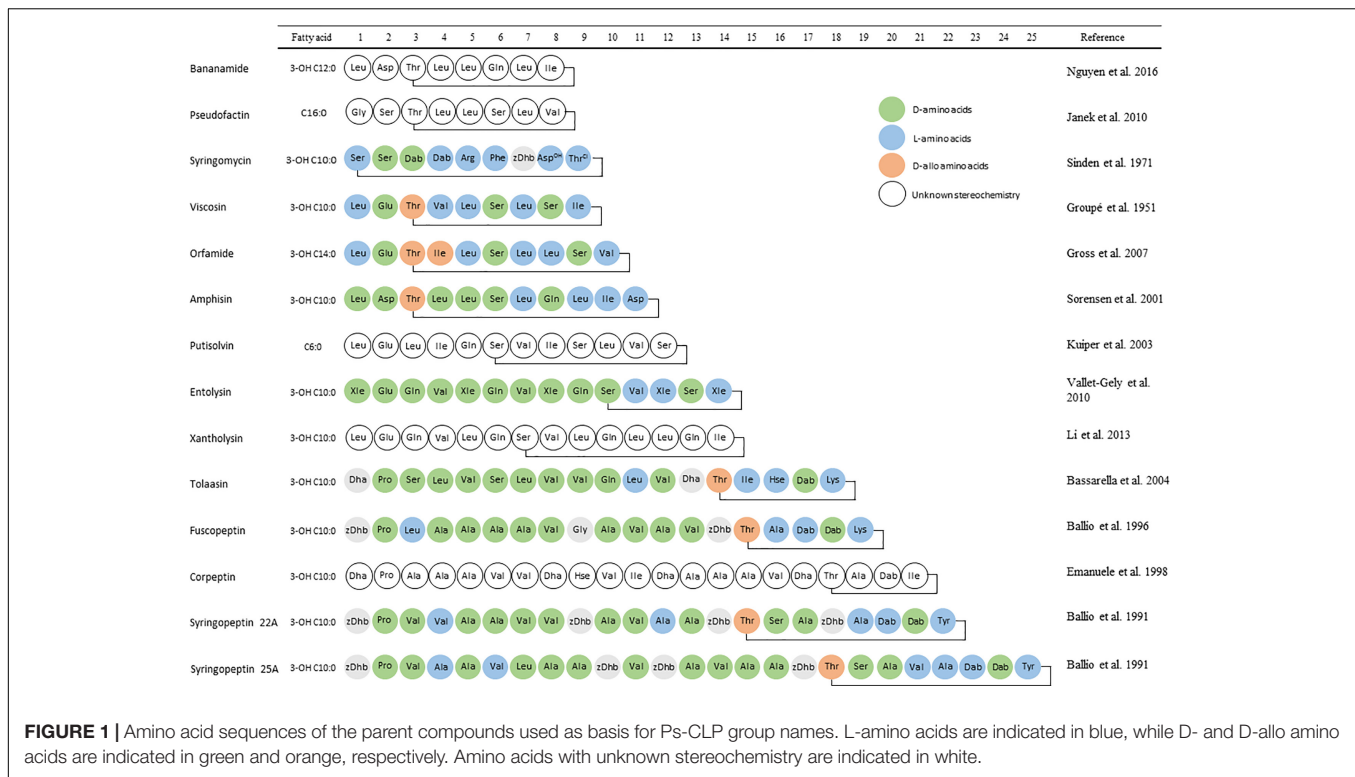 Fatty acid 1 2 3 4 5 6 7 8 9 10 11 12 13 14 15 16 17 18 19 20 21 22 23 24 25 Reference
Bananamide 3-OH C12:0 Leu Asp Thr Leu Leu Gln Leu Ile Nguyen et al. 2016
Pseudofactin C16:0 Gly Ser Thr Leu Leu Ser Leu Val Janek et al. 2010
D-amino acids
L-amino acids
D-allo amino acids
Unknown stereochemistry
Syringomycin 3-OH C10:0 Ser Ser Dab Dab Arg Phe zDhb Asp^OH Thr^Cl Sinden et al. 1971
Viscosin 3-OH C10:0 Leu Glu Thr Val Leu Ser Leu Ser Ile Groupé et al. 1951
Orfamide 3-OH C14:0 Leu Glu Thr Ile Leu Ser Leu Leu Ser Val Gross et al. 2007
Amphisin 3-OH C10:0 Leu Asp Thr Leu Leu Ser Leu Gln Leu Ile Asp Sorensen et al. 2001
Putisolvin C6:0 Leu Glu Leu Ile Gln Ser Val Ile Ser Leu Val Ser Kuiper et al. 2003
Entolysin 3-OH C10:0 Xle Glu Gln Val Xle Gln Val Xle Gln Ser Val Xle Ser Xle Vallet-Gely et al.
2010
Xantholysin 3-OH C10:0 Leu Glu Gln Val Leu Gln Ser Val Leu Gln Leu Leu Gln Ile Li et al. 2013
Tolaasin 3-OH C10:0 Dha Pro Ser Leu Val Ser Leu Val Val Gln Leu Val Dha Thr Ile Hse Dab Lys Bassarella et al. 2004
Fuscopeptin 3-OH C10:0 zDhb Pro Leu Ala Ala Ala Ala Val Gly Ala Val Ala Val zDhb Thr Ala Dab Dab Lys Ballio et al. 1996
Corpeptin 3-OH C10:0 Dha Pro Ala Ala Ala Val Val Dha Hse Val Ile Dha Ala Ala Ala Val Dha Thr Ala Dab Ile Emanuele et al. 1998
Syringopeptin 22A 3-OH C10:0 zDhb Pro Val Val Ala Ala Val Val zDhb Ala Val Ala Ala zDhb Thr Ser Ala zDhb Ala Dab Dab Tyr Ballio et al. 1991
Syringopeptin 25A 3-OH C10:0 zDhb Pro Val Ala Ala Val Leu Ala Ala zDhb Val zDhb Ala Val Ala Ala zDhb Thr Ser Ala Val Ala Dab Dab Tyr Ballio et al. 1991
FIGURE 1 | Amino acid sequences of the parent compounds used as basis for Ps-CLP group names. L-amino acids are indicated in blue, while D- and D-allo amino
acids are indicated in green and orange, respectively. Amino acids with unknown stereochemistry are indicated in white.